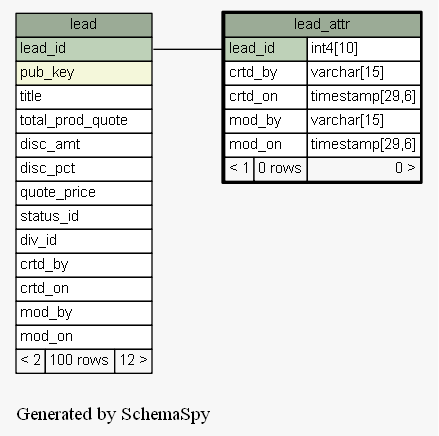 lead
lead_id
pub_key
title
total_prod_quote
disc_amt
disc_pct
quote_price
status_id
div_id
crtd_by
crtd_on
mod_by
mod_on
< 2 100 rows 12 >
lead_attr
lead_id int4[10]
crtd_by varchar[15]
crtd_on timestamp[29,6]
mod_by varchar[15]
mod_on timestamp[29,6]
< 1 0 rows 0 >
Generated by SchemaSpy